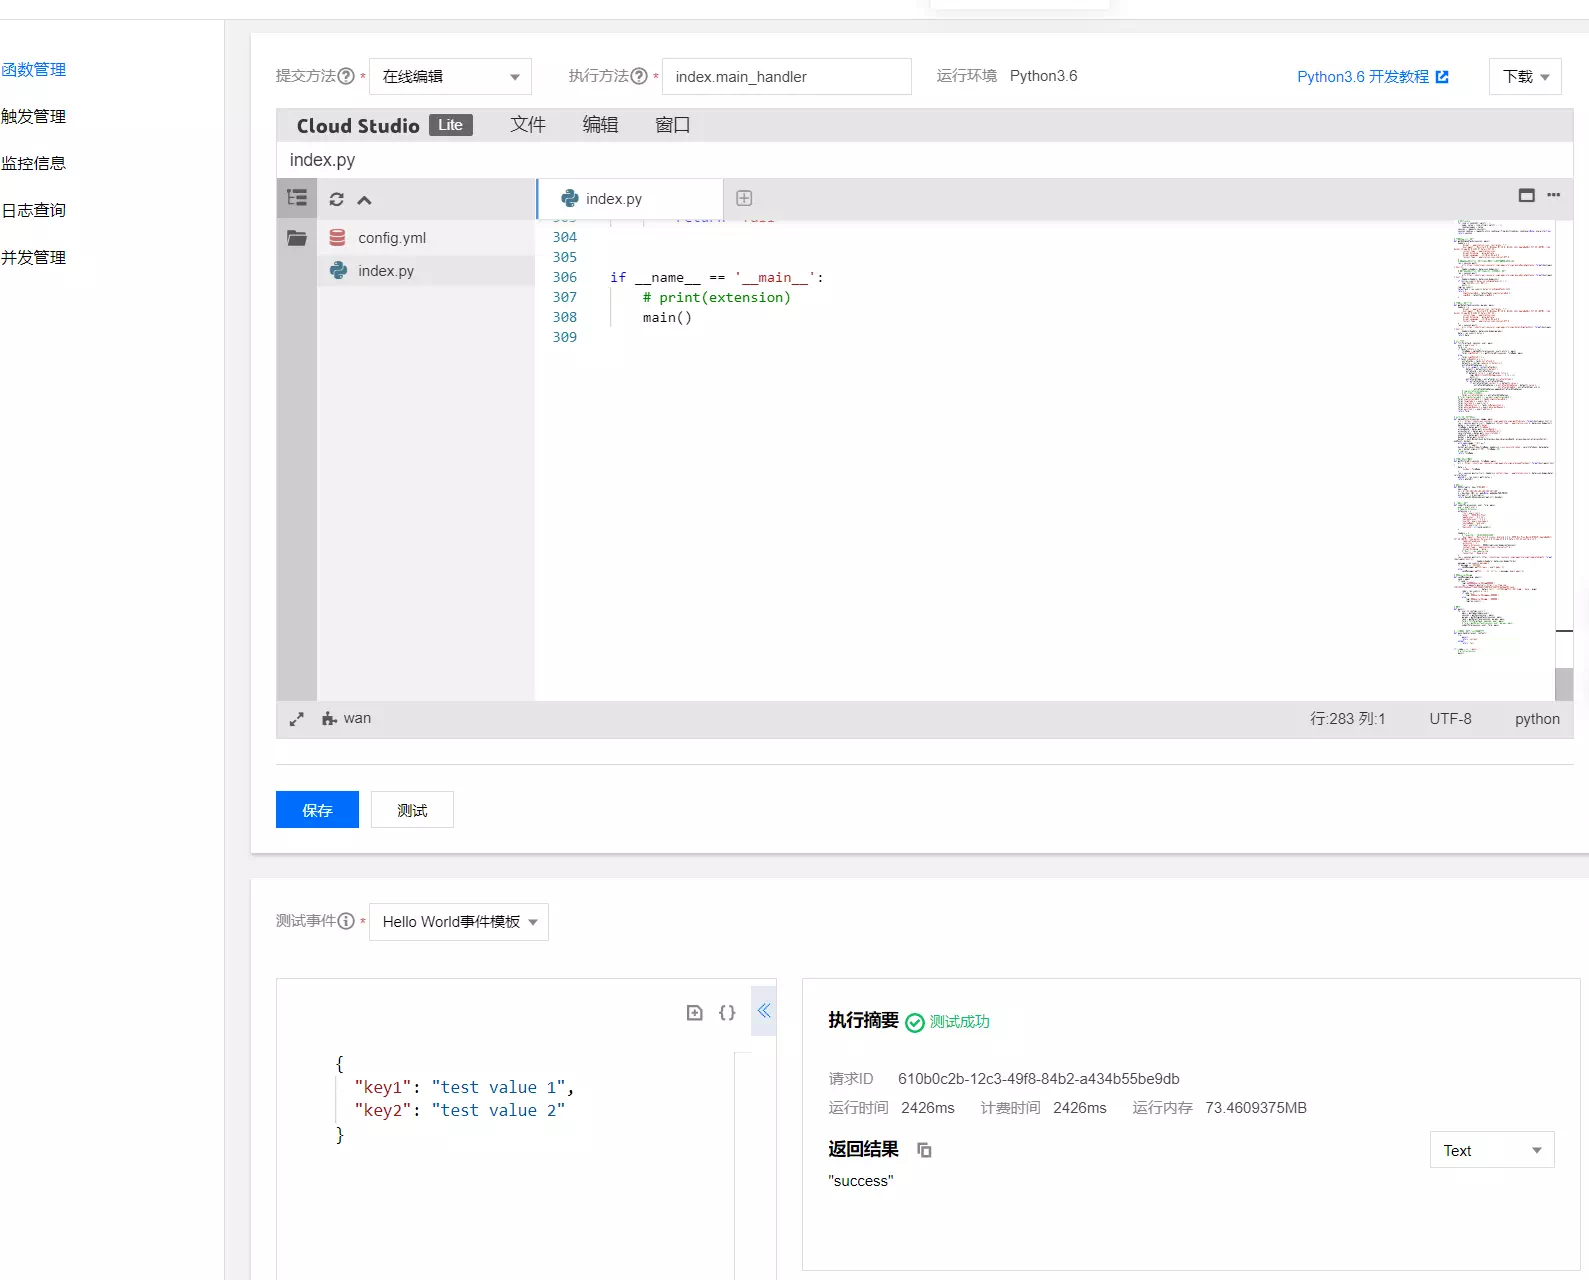 函数管理
触发管理
监控信息
日志查询
并发管理
提交方法 * 在线编辑 执行方法 * index.main_handler 运行环境 Python3.6 Python3.6 开发教程 下载
Cloud Studio Lite 文件 编辑 窗口
index.py
index.py
config.yml
index.py
304
305
306 if __name__ == '__main__':
307 # print(extension)
308 main()
309
wan 行:283 列:1 UTF-8 python
保存 测试
测试事件 * Hello World事件模板
{
"key1": "test value 1",
"key2": "test value 2"
}
执行摘要 测试成功
请求ID 610b0c2b-12c3-49f8-84b2-a434b55be9db
运行时间 2426ms 计费时间 2426ms 运行内存 73.4609375MB
返回结果 Text
"success"